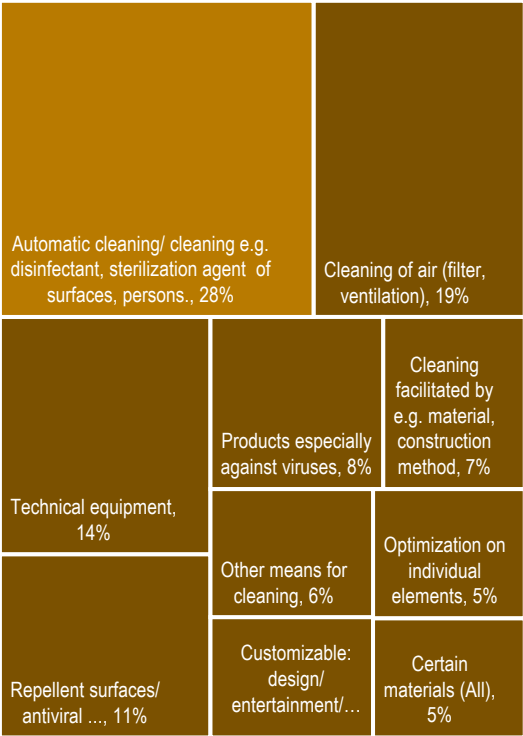 Automatic cleaning/ cleaning e.g.
disinfectant, sterilization agent of
surfaces, persons., 28%
Cleaning of air (filter,
ventilation), 19%
Technical equipment,
14%
Products especially
against viruses, 8%
Cleaning
facilitated by
e.g. material,
construction
method, 7%
Other means for
cleaning, 6%
Optimization on
individual
elements, 5%
Repellent surfaces/
antiviral ..., 11%
Customizable:
design/
entertainment/…
Certain
materials (All),
5%